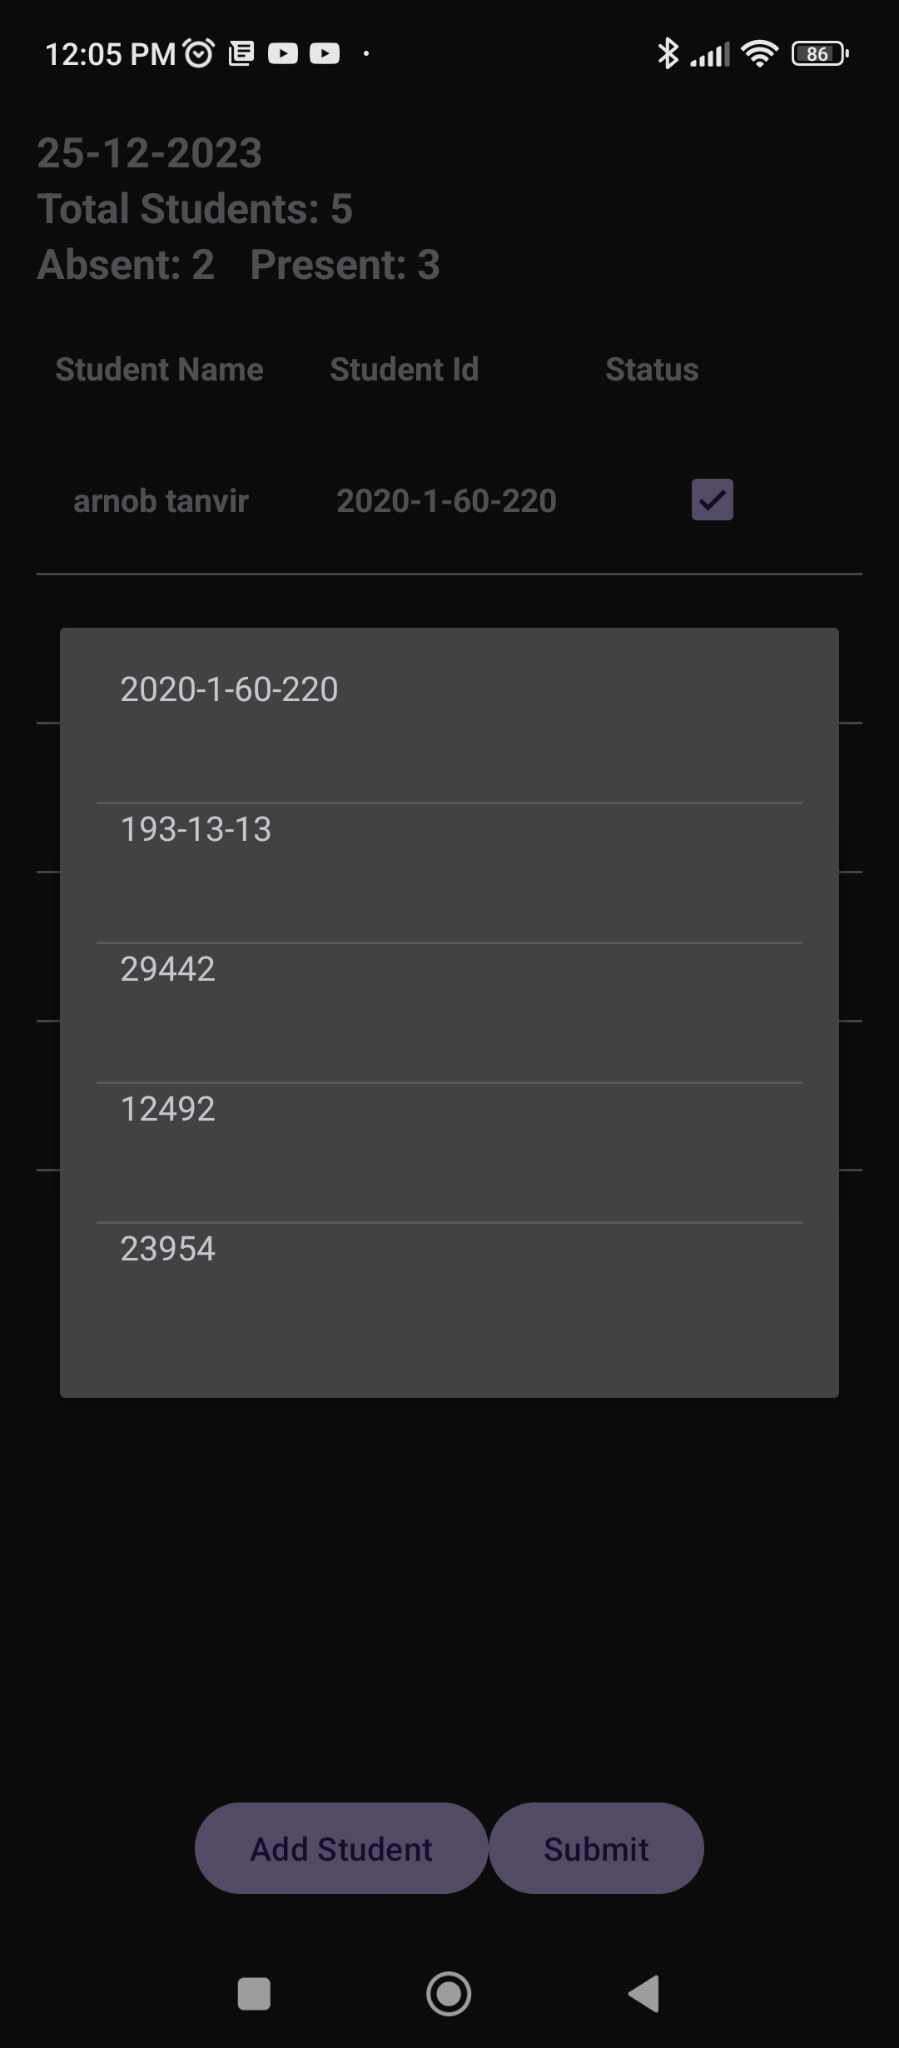 12:05 PM
86
25-12-2023
Total Students: 5
Absent: 2 Present: 3
Student Name Student Id Status
arnob tanvir 2020-1-60-220
2020-1-60-220
193-13-13
29442
12492
23954
Add Student Submit